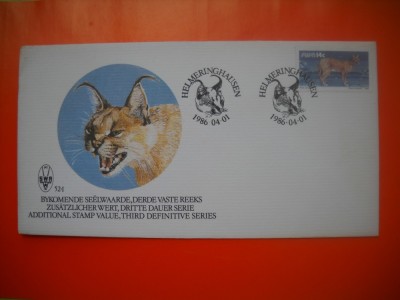 HELMERINGHAUSEN
1986-04-01
HELMERINGHAUSEN
1986-04-01
14c
SWA
524
BYKOMENDE SEËLWAARDE, DERDE VASTE REEKS
ZUSÄTZLICHER WERT, DRITTE DAUER SERIE
ADDITIONAL STAMP VALUE, THIRD DEFINITIVE SERIES